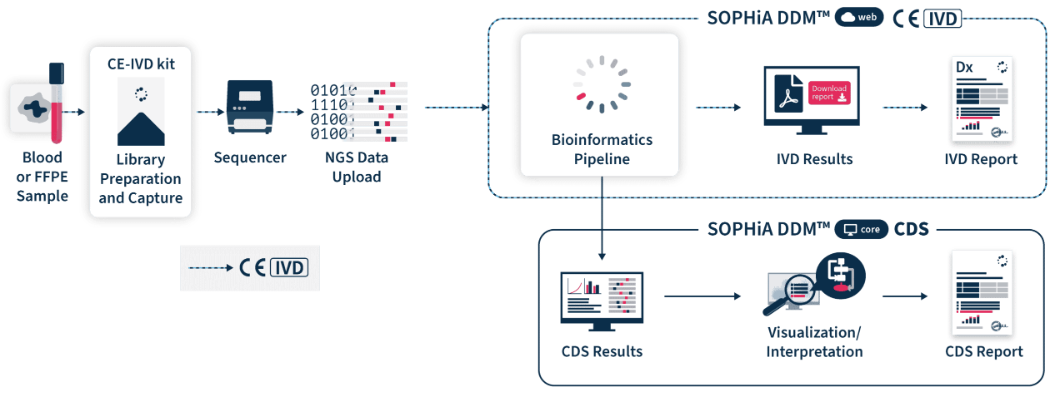 SOPHiA DDM™ web CE IVD
CE-IVD kit
Blood
or FFPE
Sample
Library
Preparation
and Capture
Sequencer
01010
1110
0100
0100
NGS Data
Upload
Bioinformatics
Pipeline
Download
report
IVD Results
Dx
IVD Report
CE IVD
SOPHiA DDM™ core CDS
CDS Results
Visualization/
Interpretation
CDS Report